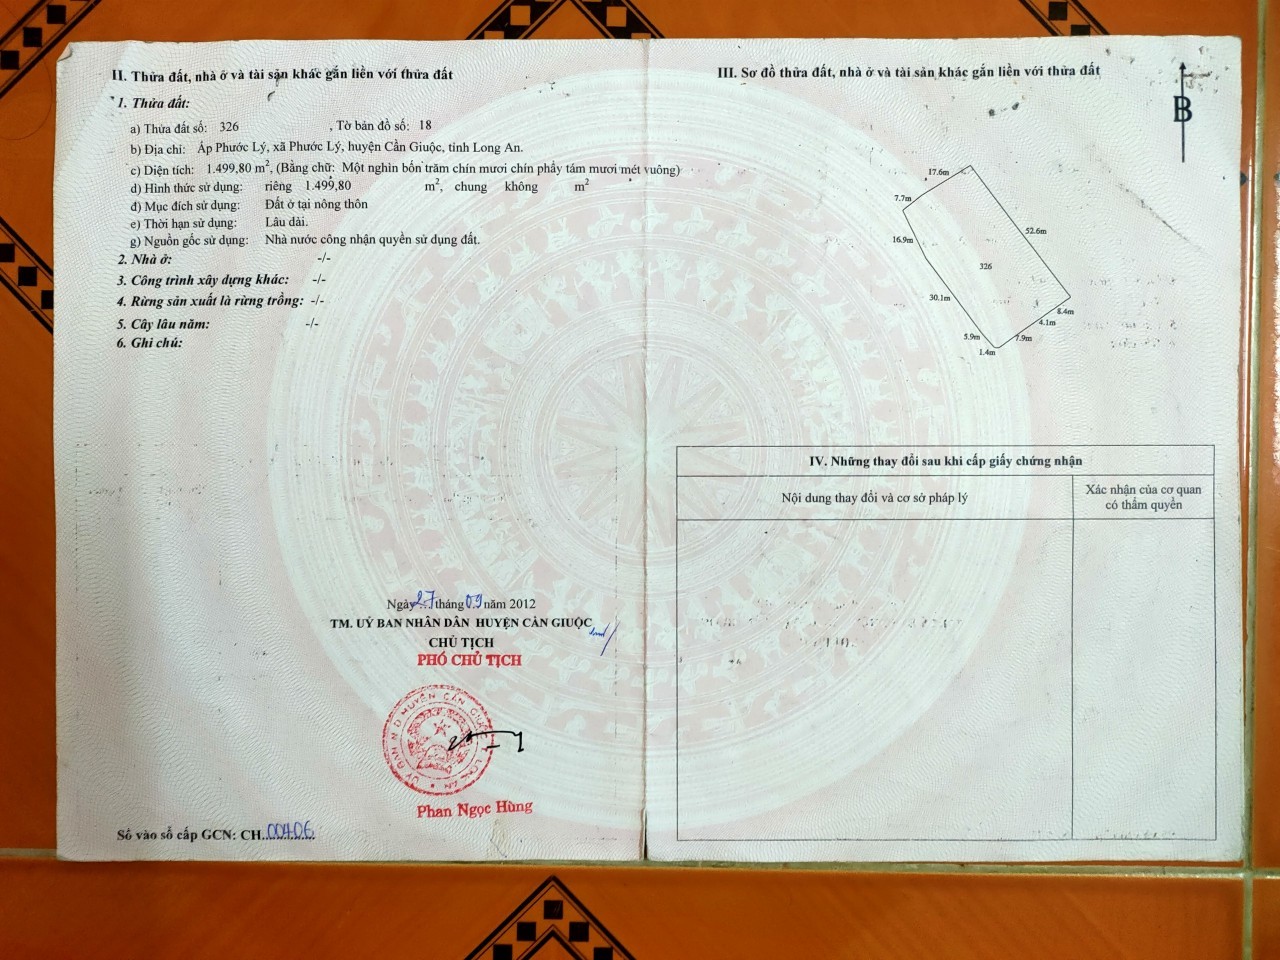 II. Thửa đất, nhà ở và tài sản khác gắn liền với thửa đất
1. Thửa đất:
a) Thửa đất số: 326 , Tờ bản đồ số: 18
b) Địa chỉ: Ấp Phước Lý, xã Phước Lý, huyện Cần Giuộc, tỉnh Long An.
c) Diện tích: 1.499,80 m², (Bằng chữ: Một nghìn bốn trăm chín mươi chín phẩy tám mươi mét vuông)
d) Hình thức sử dụng: riêng 1.499,80 m², chung không m²
đ) Mục đích sử dụng: Đất ở tại nông thôn
e) Thời hạn sử dụng: Lâu dài.
g) Nguồn gốc sử dụng: Nhà nước công nhận quyền sử dụng đất.
2. Nhà ở: -/-
3. Công trình xây dựng khác: -/-
4. Rừng sản xuất là rừng trồng: -/-
5. Cây lâu năm: -/-
6. Ghi chú:
Ngày 27 tháng 09 năm 2012
TM. UỶ BAN NHÂN DÂN HUYỆN CẦN GIUỘC
CHỦ TỊCH
PHÓ CHỦ TỊCH
Phan Ngọc Hùng
Số vào sổ cấp GCN: CH 00406
III. Sơ đồ thửa đất, nhà ở và tài sản khác gắn liền với thửa đất
B
17.6m
7.7m
16.9m
52.6m
326
30.1m
8.4m
4.1m
5.9m
7.9m
1.4m
IV. Những thay đổi sau khi cấp giấy chứng nhận
Nội dung thay đổi và cơ sở pháp lý
Xác nhận của cơ quan
có thẩm quyền